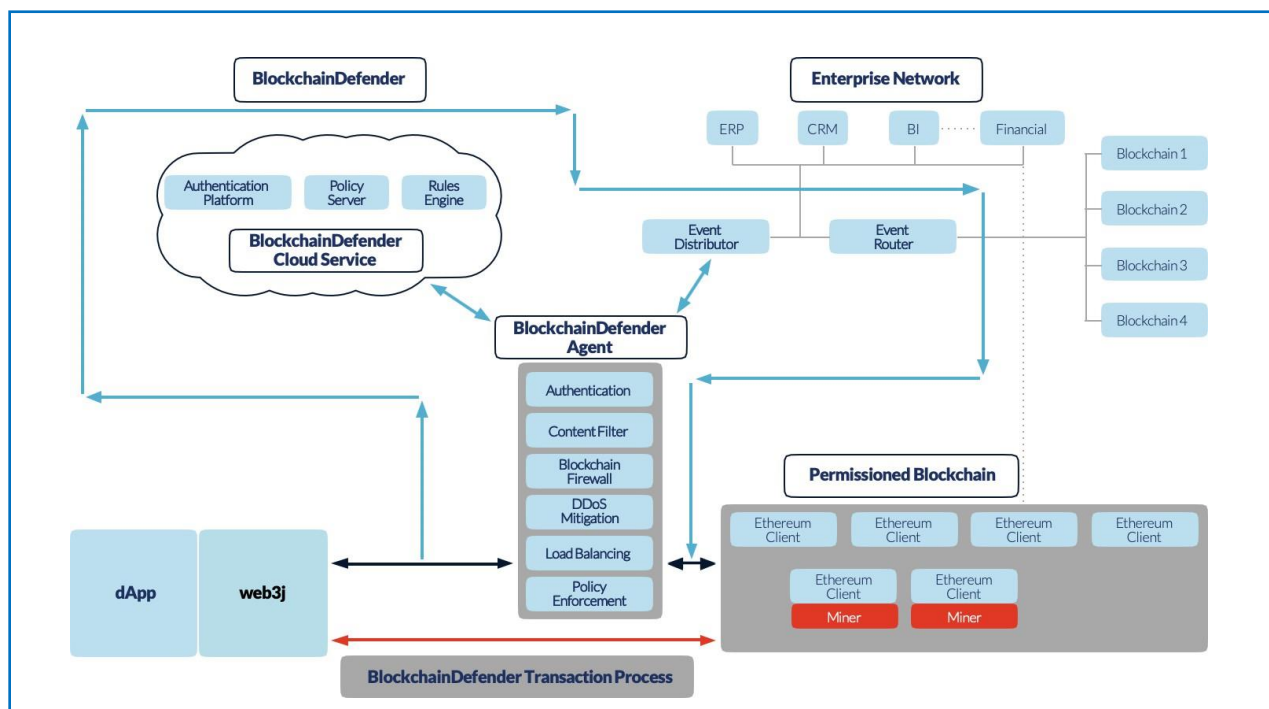 BlockchainDefender
Enterprise Network
ERP
CRM
BI
Financial
Blockchain 1
Blockchain 2
Blockchain 3
Blockchain 4
Authentication
Platform
Policy
Server
Rules
Engine
BlockchainDefender
Cloud Service
Event
Distributor
Event
Router
BlockchainDefender
Agent
Authentication
Content Filter
Blockchain
Firewall
DDoS
Mitigation
Load Balancing
Policy
Enforcement
Permissioned Blockchain
Ethereum
Client
Ethereum
Client
Ethereum
Client
Ethereum
Client
Ethereum
Client
Miner
Ethereum
Client
Miner
dApp
web3j
BlockchainDefender Transaction Process